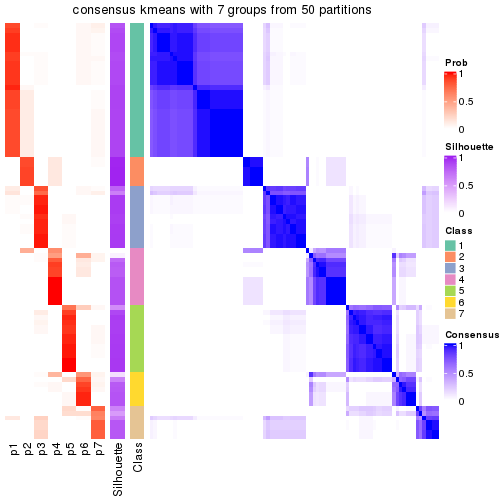 consensus kmeans with 7 groups from 50 partitions
Prob
1
0.5
0
Silhouette
1
0.5
0
Class
1
2
3
4
5
6
7
Consensus
1
0.5
0
p1
p2
p3
p4
p5
p6
p7
Silhouette
Class